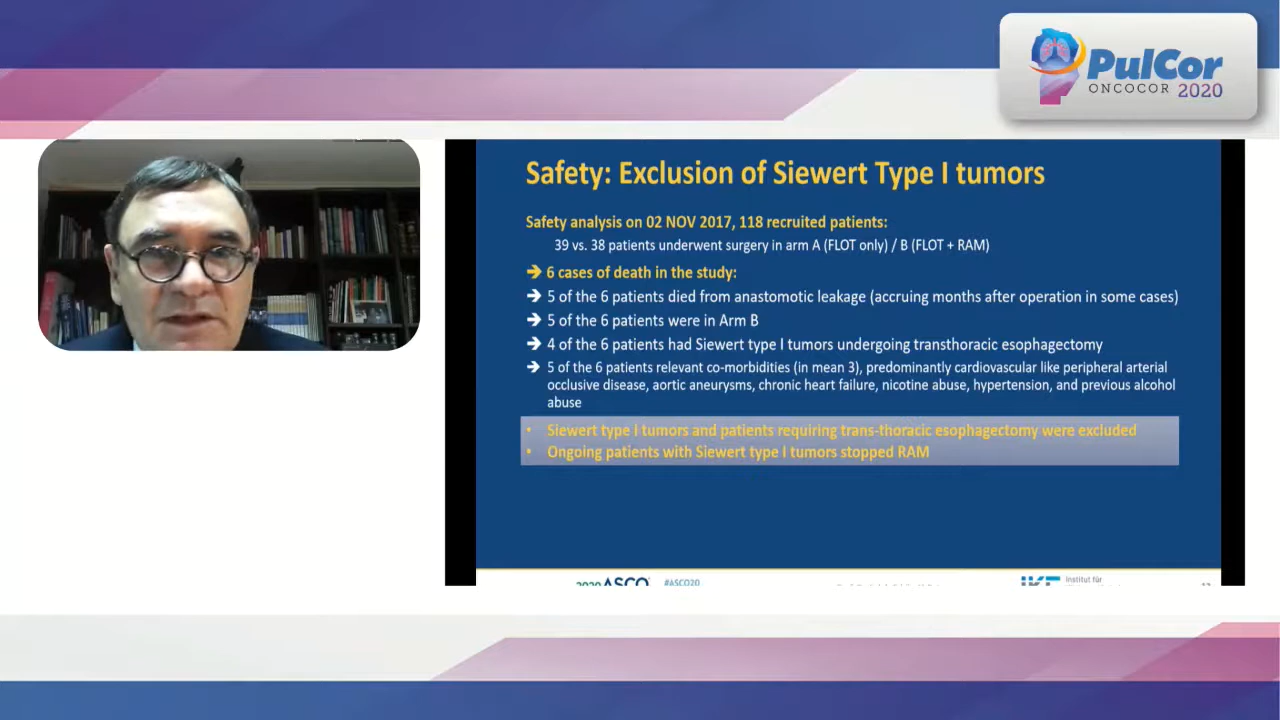 PulCor
ONCOCOR 2020
Safety: Exclusion of Siewert Type I tumors
Safety analysis on 02 NOV 2017, 118 recruited patients:
39 vs. 38 patients underwent surgery in arm A (FLOT only) / B (FLOT + RAM)
➔ 6 cases of death in the study:
➔ 5 of the 6 patients died from anastomotic leakage (accruing months after operation in some cases)
➔ 5 of the 6 patients were in Arm B
➔ 4 of the 6 patients had Siewert type I tumors undergoing transthoracic esophagectomy
➔ 5 of the 6 patients relevant co-morbidities (in mean 3), predominantly cardiovascular like peripheral arterial
occlusive disease, aortic aneurysms, chronic heart failure, nicotine abuse, hypertension, and previous alcohol
abuse
• Siewert type I tumors and patients requiring trans-thoracic esophagectomy were excluded
• Ongoing patients with Siewert type I tumors stopped RAM
2020 ASCO #ASCO20
Institut für